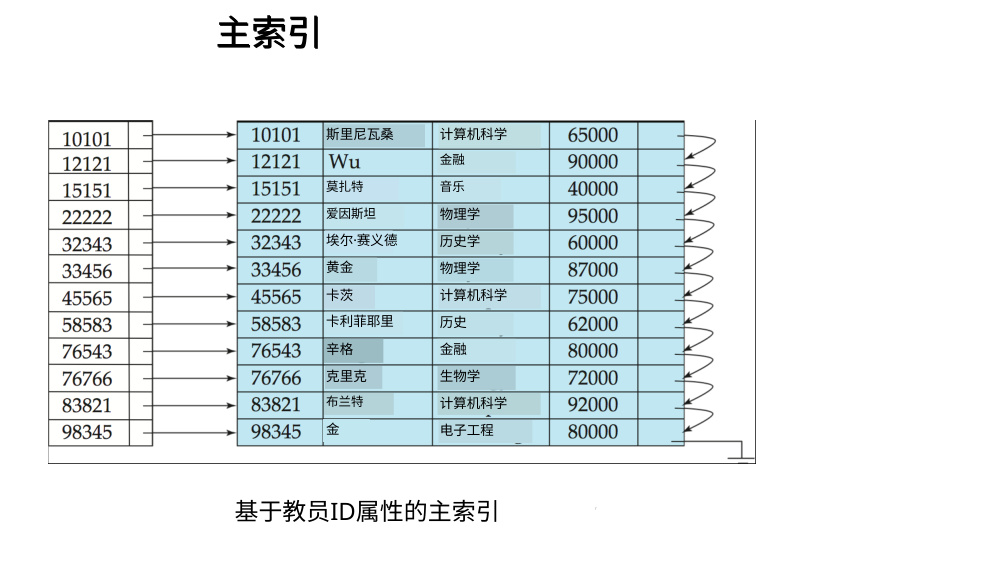 主索引
10101 10101 斯里尼瓦桑 计算机科学 65000
12121 12121 Wu 金融 90000
15151 15151 莫扎特 音乐 40000
22222 22222 爱因斯坦 物理学 95000
32343 32343 埃尔·赛义德 历史学 60000
33456 33456 黄金 物理学 87000
45565 45565 卡茨 计算机科学 75000
58583 58583 卡利菲耶里 历史 62000
76543 76543 辛格 金融 80000
76766 76766 克里克 生物学 72000
83821 83821 布兰特 计算机科学 92000
98345 98345 金 电子工程 80000
基于教员ID属性的主索引